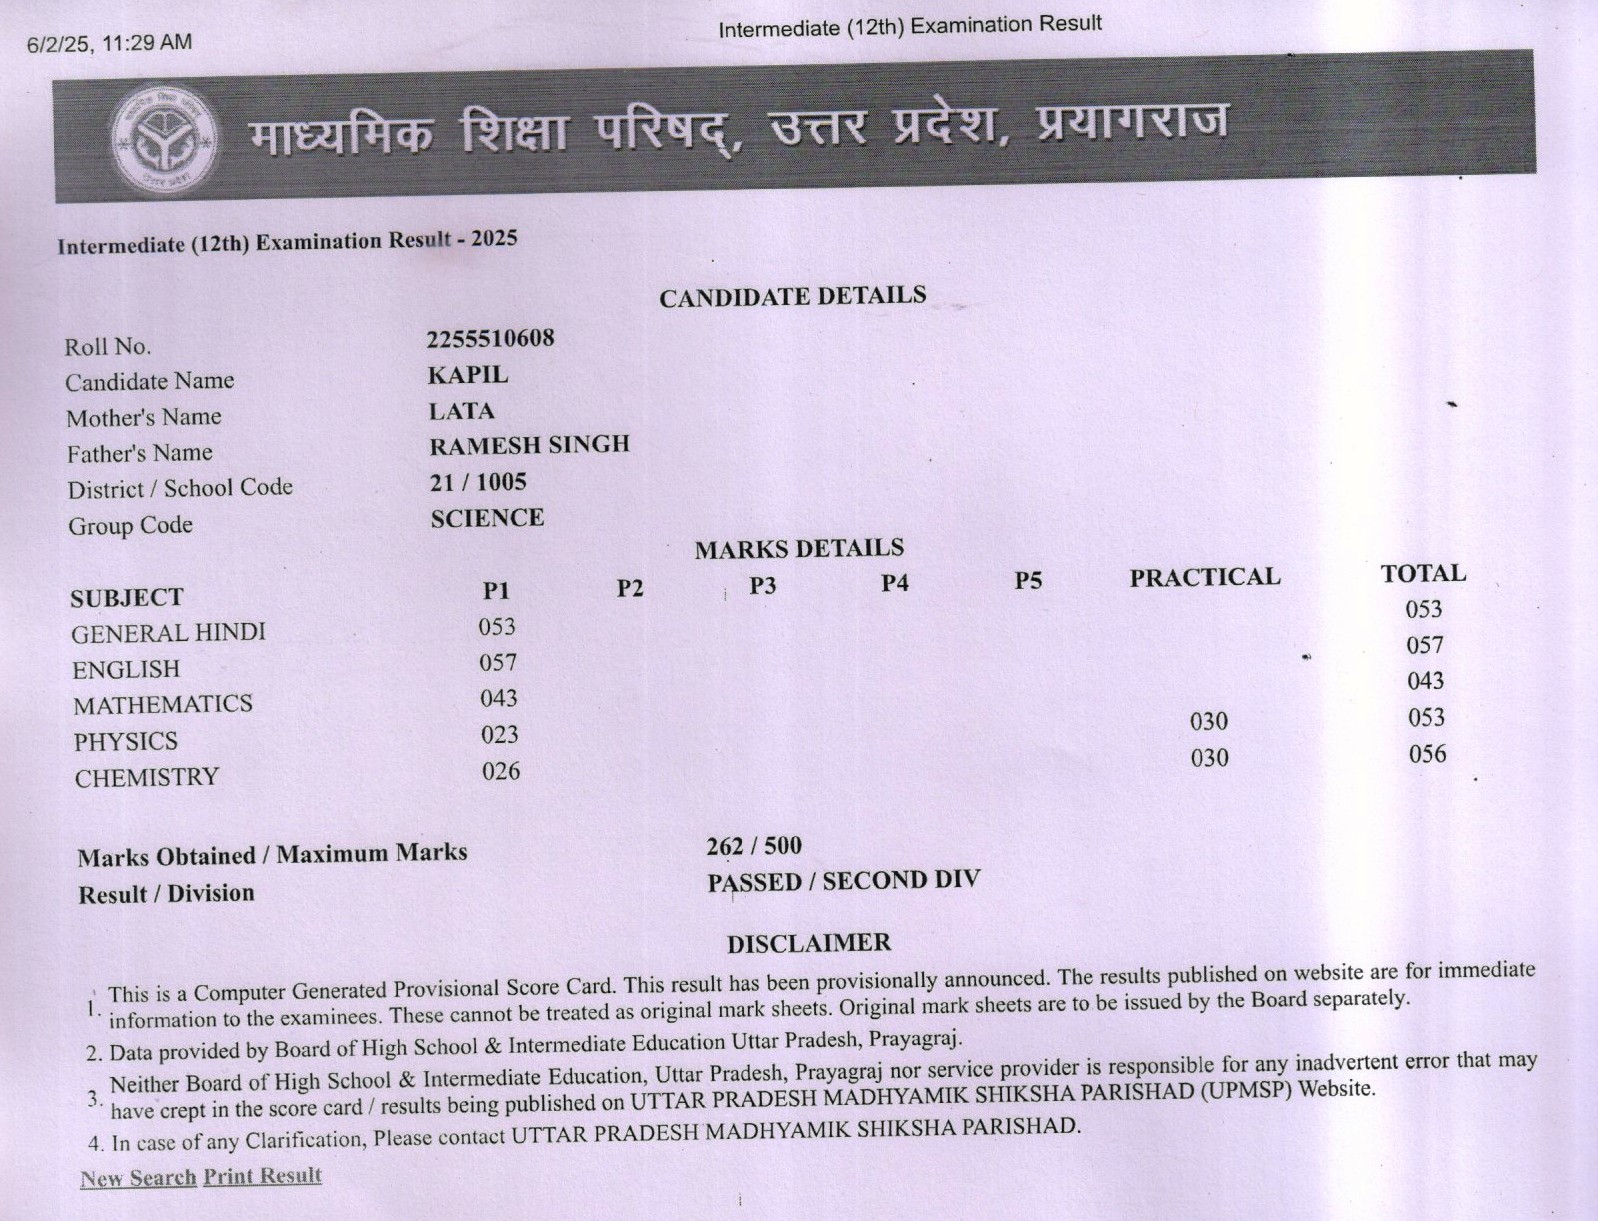 6/2/25, 11:29 AM
Intermediate (12th) Examination Result
माध्यमिक शिक्षा परिषद्, उत्तर प्रदेश, प्रयागराज
Intermediate (12th) Examination Result - 2025
CANDIDATE DETAILS
Roll No. 2255510608
Candidate Name KAPIL
Mother's Name LATA
Father's Name RAMESH SINGH
District / School Code 21 / 1005
Group Code SCIENCE
MARKS DETAILS
SUBJECT P1 P2 P3 P4 P5 PRACTICAL TOTAL
GENERAL HINDI 053 053
ENGLISH 057 057
MATHEMATICS 043 043
PHYSICS 023 030 053
CHEMISTRY 026 030 056
Marks Obtained / Maximum Marks 262 / 500
Result / Division PASSED / SECOND DIV
DISCLAIMER
1. This is a Computer Generated Provisional Score Card. This result has been provisionally announced. The results published on website are for immediate
information to the examinees. These cannot be treated as original mark sheets. Original mark sheets are to be issued by the Board separately.
2. Data provided by Board of High School & Intermediate Education Uttar Pradesh, Prayagraj.
3. Neither Board of High School & Intermediate Education, Uttar Pradesh, Prayagraj nor service provider is responsible for any inadvertent error that may
have crept in the score card / results being published on UTTAR PRADESH MADHYAMIK SHIKSHA PARISHAD (UPMSP) Website.
4. In case of any Clarification, Please contact UTTAR PRADESH MADHYAMIK SHIKSHA PARISHAD.
New Search Print Result